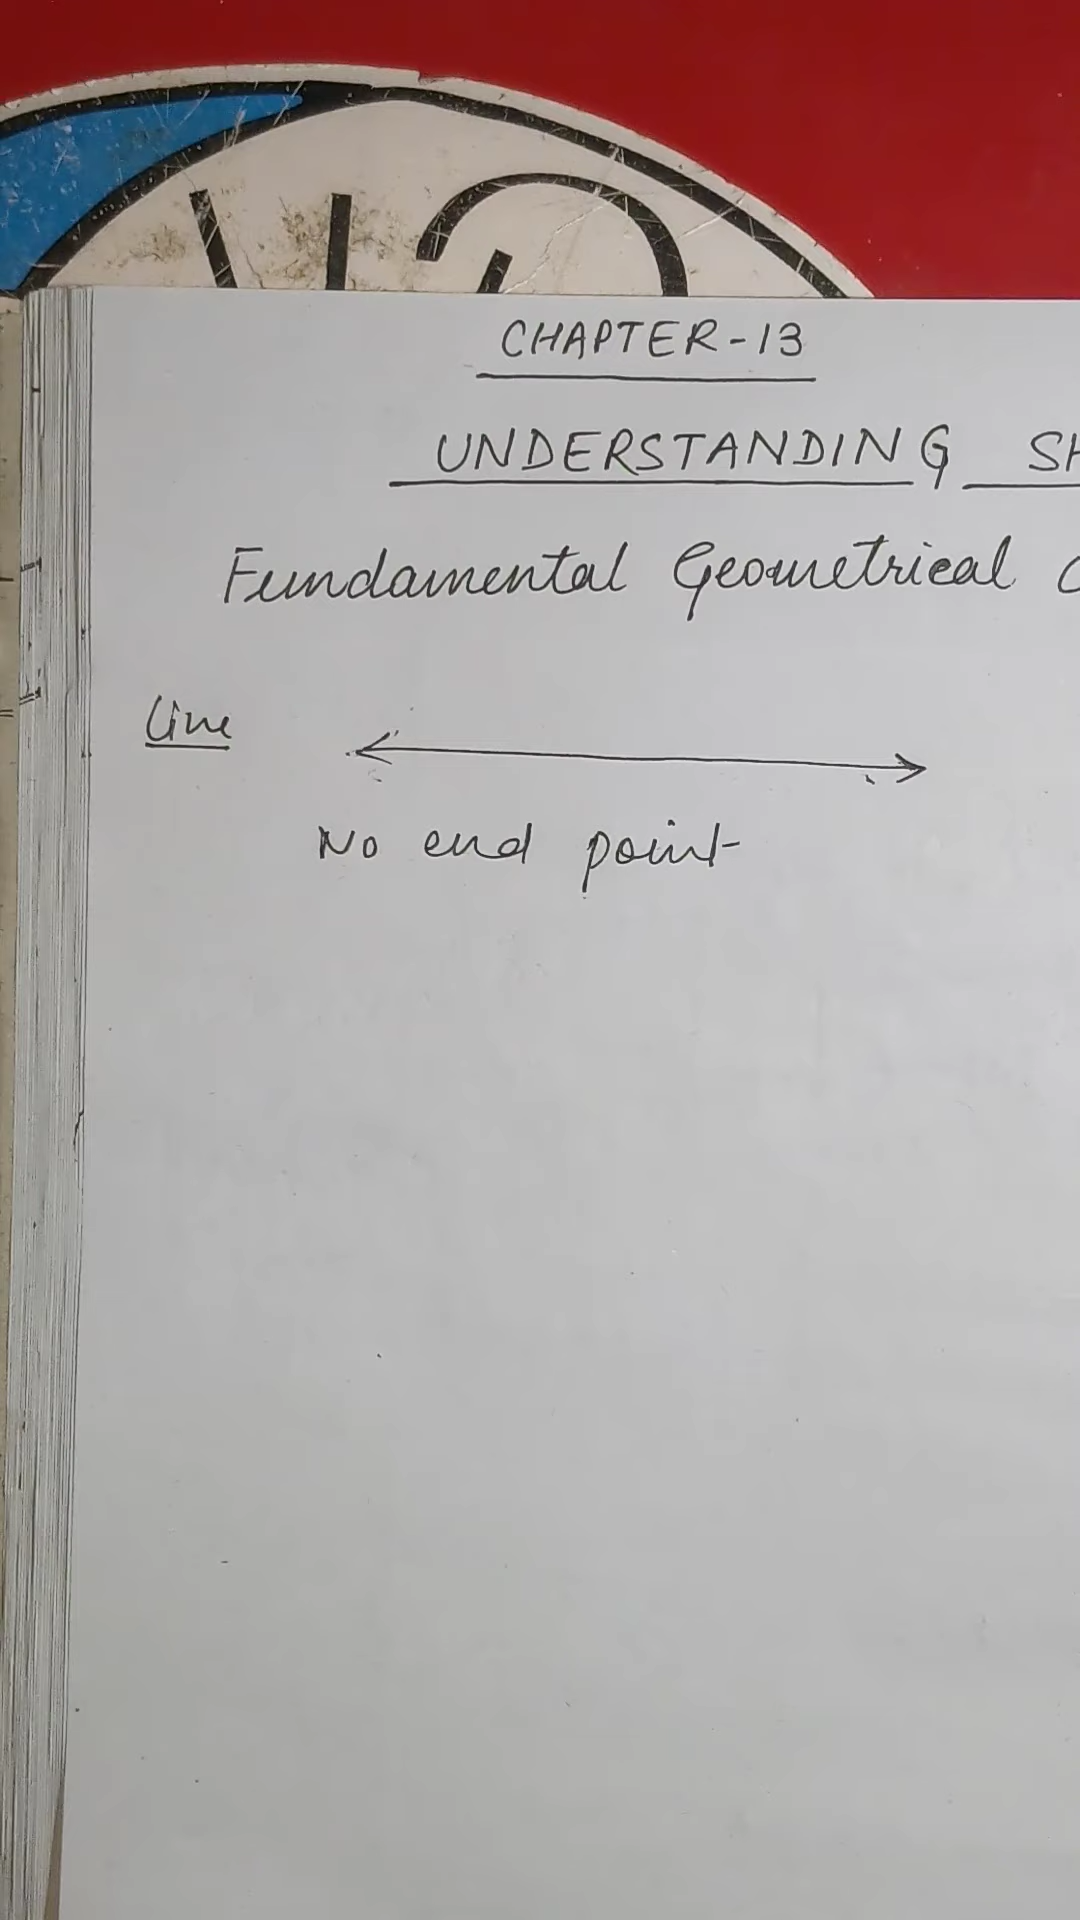 CHAPTER-13
UNDERSTANDING
Fundamental Geometrical
Line
No end point